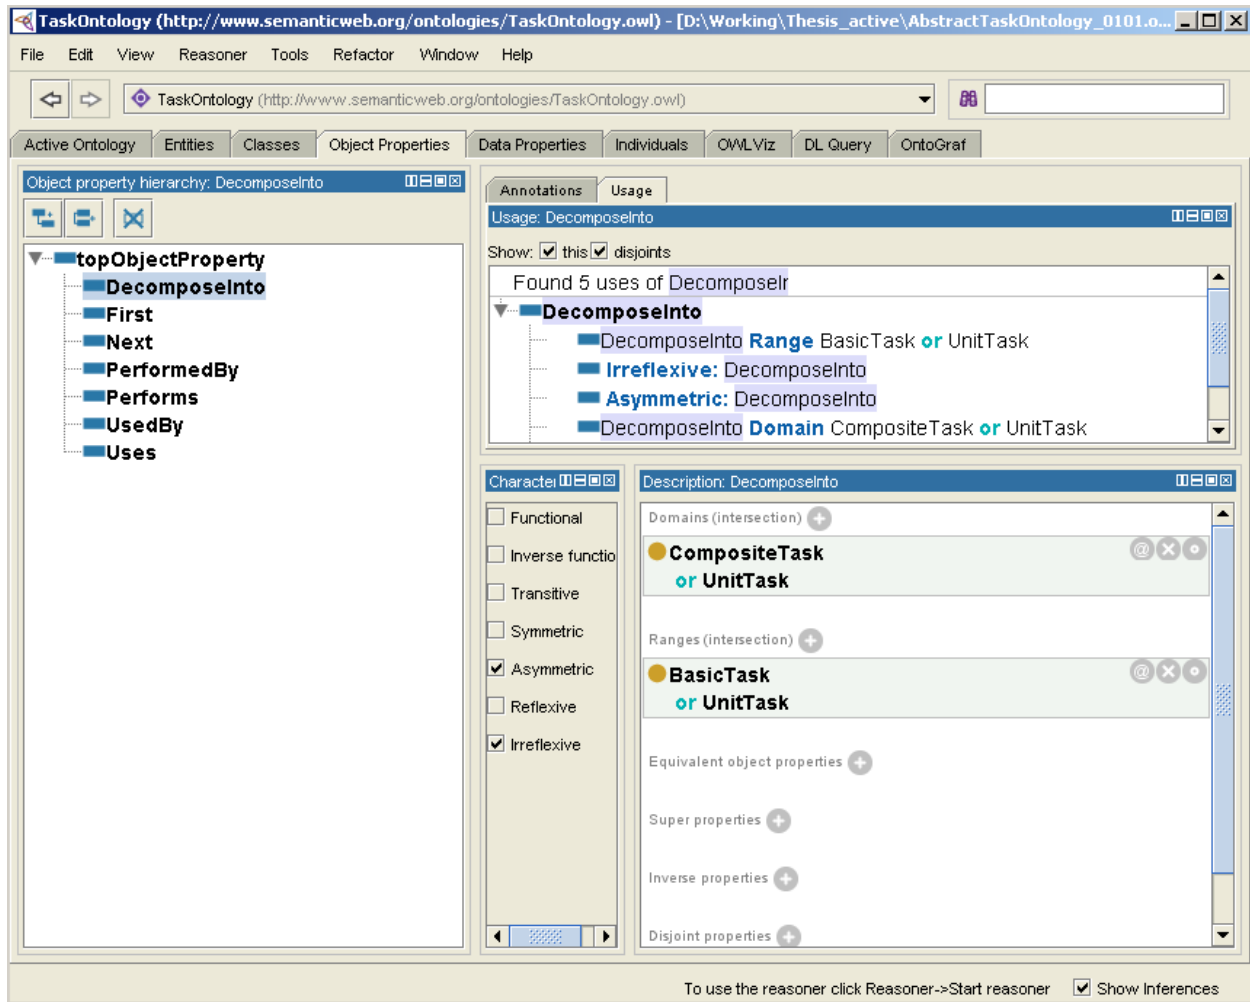 TaskOntology (http://www.semanticweb.org/ontologies/TaskOntology.owl) - [D:\Working\Thesis_active\AbstractTaskOntology_0101.o...
File Edit View Reasoner Tools Refactor Window Help
TaskOntology (http://www.semanticweb.org/ontologies/TaskOntology.owl)
Active Ontology Entities Classes Object Properties Data Properties Individuals OWLViz DL Query OntoGraf
Object property hierarchy: DecomposeInto
topObjectProperty
DecomposeInto
First
Next
PerformedBy
Performs
UsedBy
Uses
Annotations Usage
Usage: DecomposeInto
Show: this disjoints
Found 5 uses of DecomposeIr
DecomposeInto
DecomposeInto Range BasicTask or UnitTask
Irreflexive: DecomposeInto
Asymmetric: DecomposeInto
DecomposeInto Domain CompositeTask or UnitTask
Character
Functional
Inverse functio
Transitive
Symmetric
Asymmetric
Reflexive
Irreflexive
Description: DecomposeInto
Domains (intersection)
CompositeTask
or UnitTask
Ranges (intersection)
BasicTask
or UnitTask
Equivalent object properties
Super properties
Inverse properties
Disjoint properties
To use the reasoner click Reasoner->Start reasoner Show Inferences